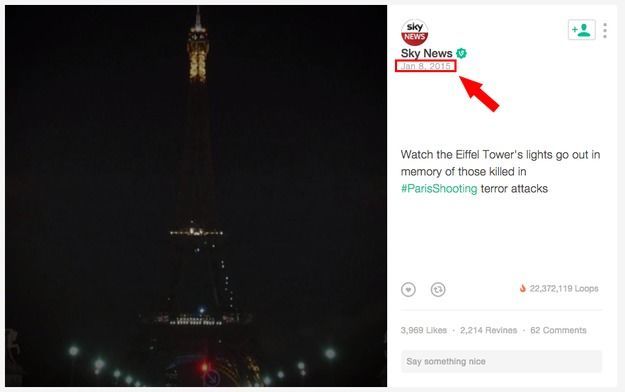 sky
NEWS
Sky News
Jan 8, 2015
Watch the Eiffel Tower's lights go out in
memory of those killed in
#ParisShooting terror attacks
22,372,119 Loops
3,969 Likes · 2,214 Revines · 62 Comments
Say something nice